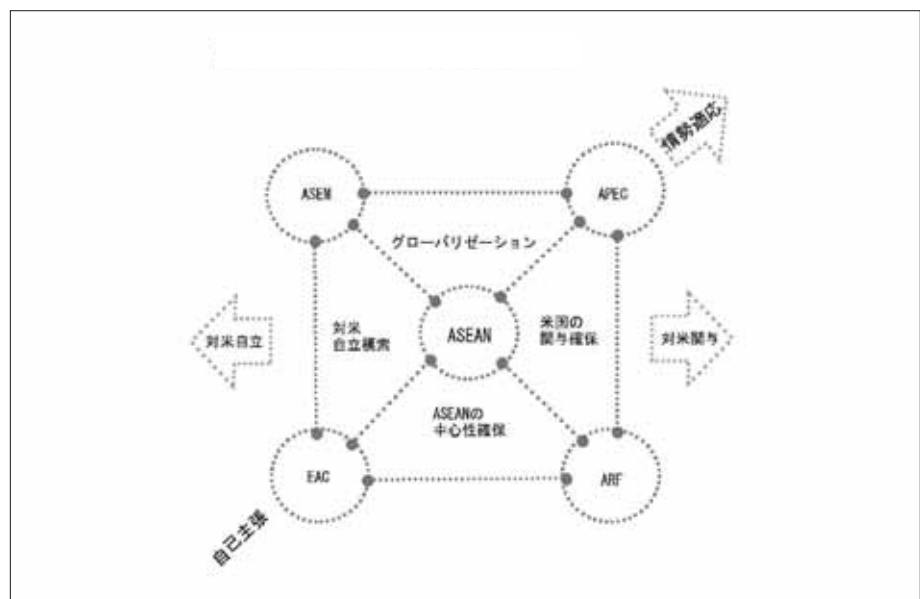 情勢適応
ASEM
APEC
グローバリゼーション
対米自立
対米
自立模索
ASEAN
米国の
関与確保
対米関与
ASEANの
中心性確保
EAC
ARF
自己主張